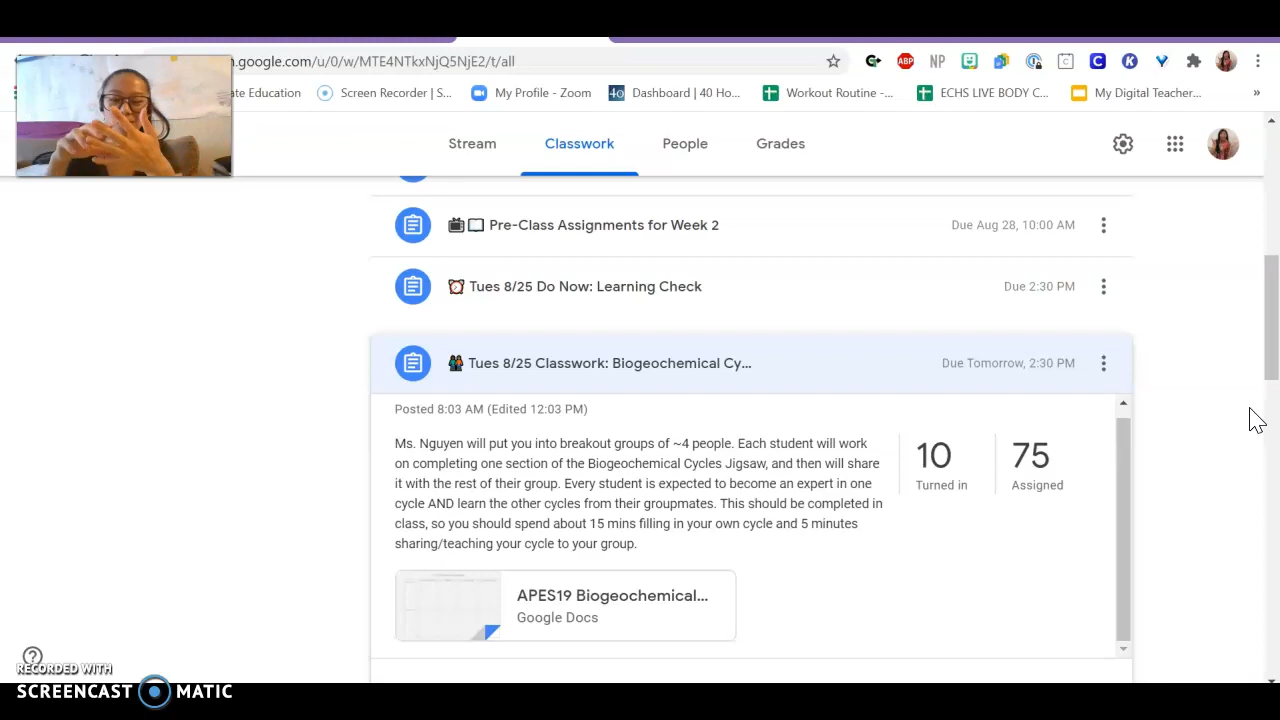 n.google.com/u/0/w/MTE4NTkxNjQ5NjE2/t/all
ABP
NP
ate Education
Screen Recorder | S...
My Profile - Zoom
40
Dashboard | 40 Ho...
Workout Routine -...
ECHS LIVE BODY C...
My Digital Teacher...
»
Stream
Classwork
People
Grades
Pre-Class Assignments for Week 2
Due Aug 28, 10:00 AM
Tues 8/25 Do Now: Learning Check
Due 2:30 PM
Tues 8/25 Classwork: Biogeochemical Cy...
Due Tomorrow, 2:30 PM
Posted 8:03 AM (Edited 12:03 PM)
Ms. Nguyen will put you into breakout groups of ~4 people. Each student will work
on completing one section of the Biogeochemical Cycles Jigsaw, and then will share
it with the rest of their group. Every student is expected to become an expert in one
cycle AND learn the other cycles from their groupmates. This should be completed in
class, so you should spend about 15 mins filling in your own cycle and 5 minutes
sharing/teaching your cycle to your group.
10
Turned in
75
Assigned
APES19 Biogeochemical...
Google Docs
RECORDED WITH
SCREENCAST MATIC